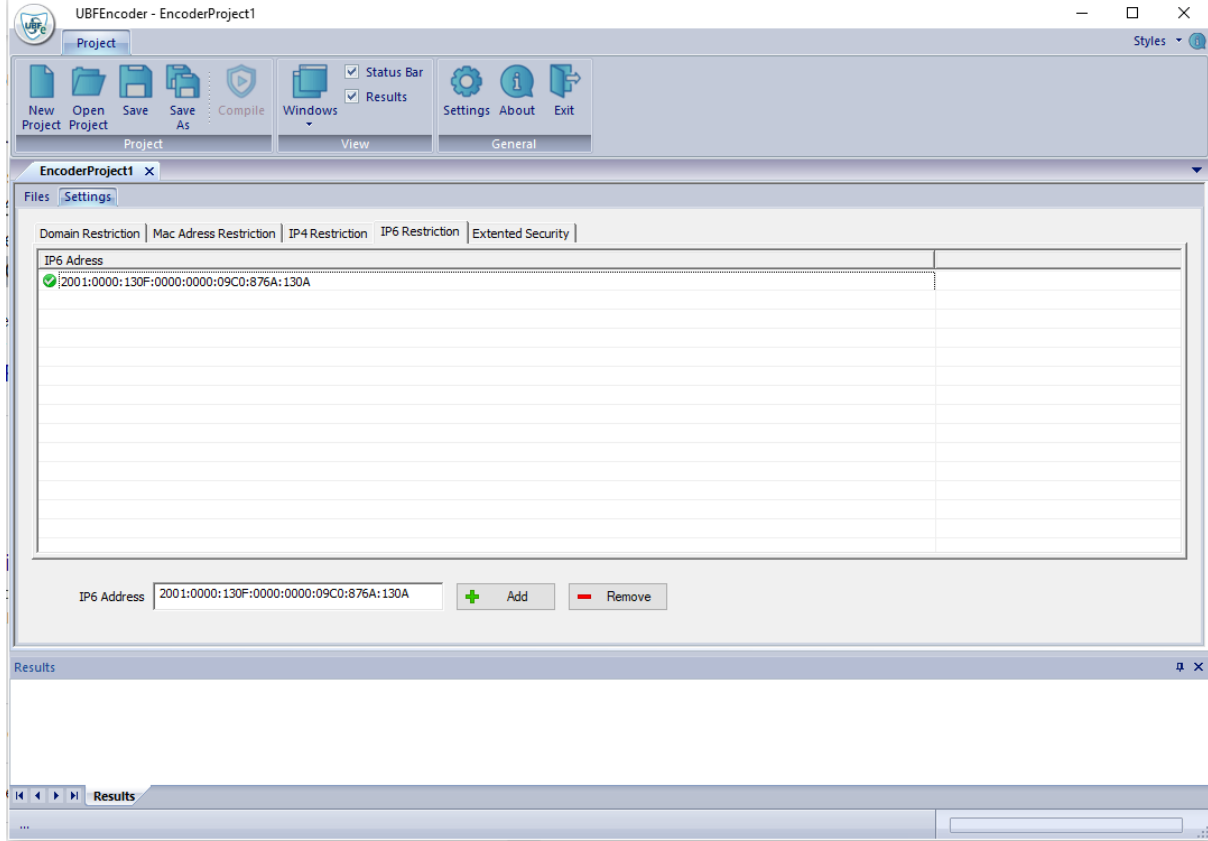 UBFEncoder - EncoderProject1
UBFe
Project
Styles
New Project
Open Project
Save
Save As
Compile
Windows
Status Bar
Results
Settings
About
Exit
Project
View
General
EncoderProject1
Files Settings
Domain Restriction Mac Adress Restriction IP4 Restriction IP6 Restriction Extented Security
IP6 Adress
2001:0000:130F:0000:0000:09C0:876A:130A
IP6 Address 2001:0000:130F:0000:0000:09C0:876A:130A Add Remove
Results
Results
...